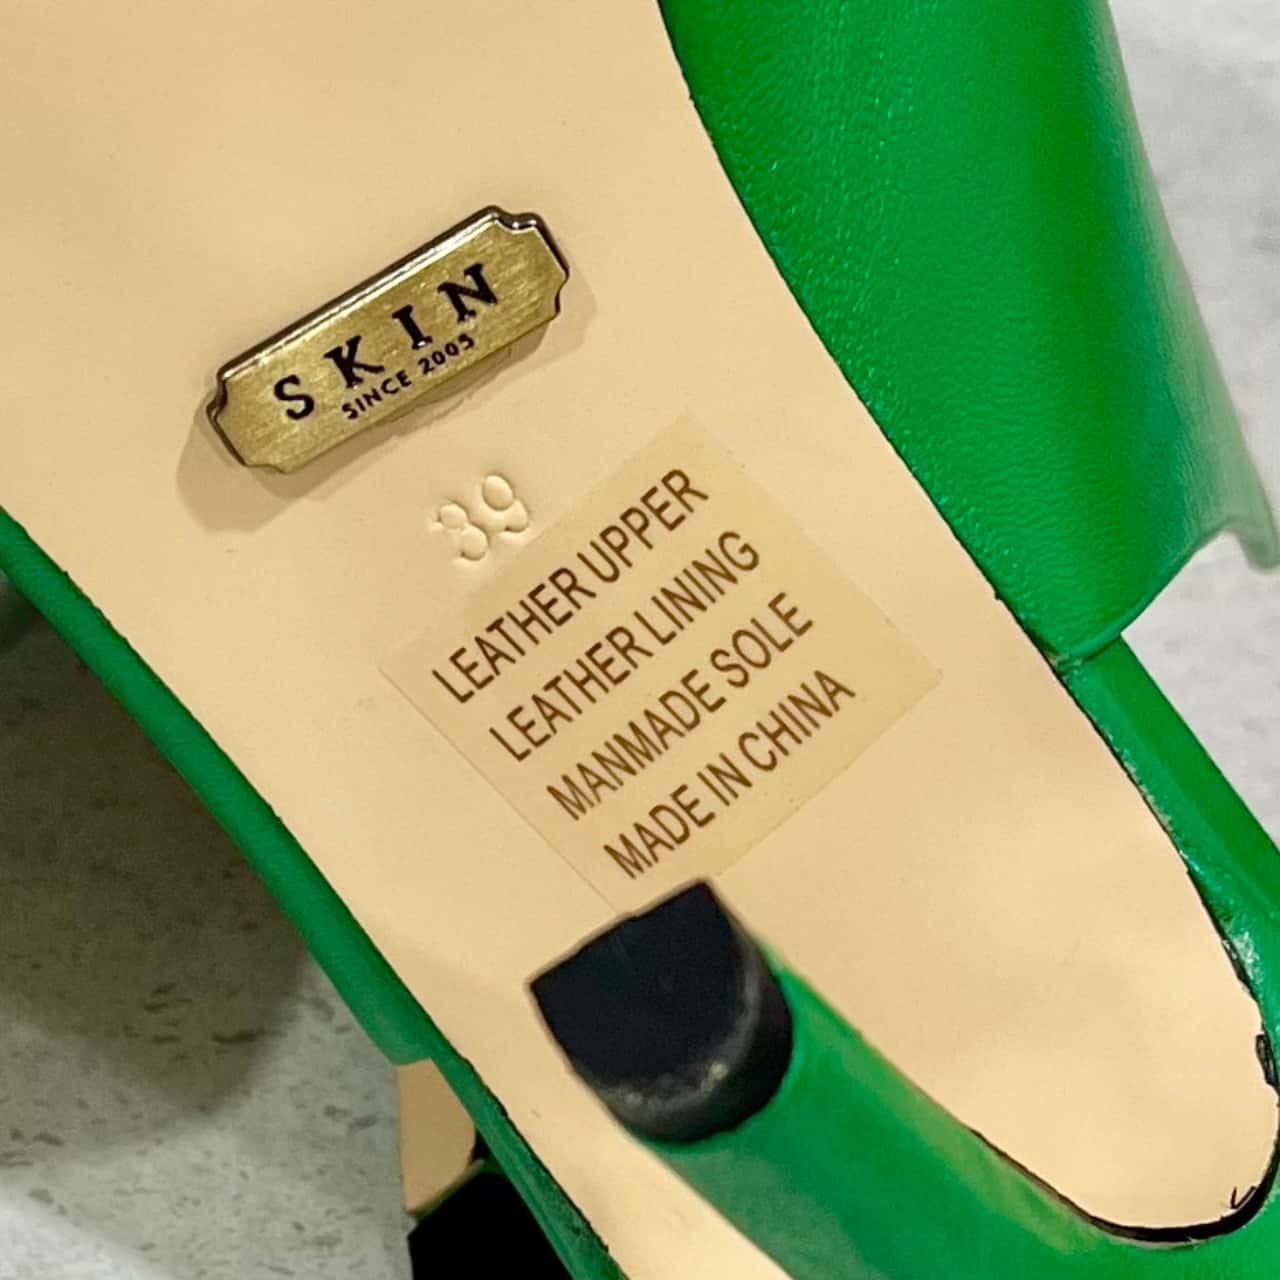 SKIN
SINCE 2005
39
LEATHER UPPER
LEATHER LINING
MANMADE SOLE
MADE IN CHINA